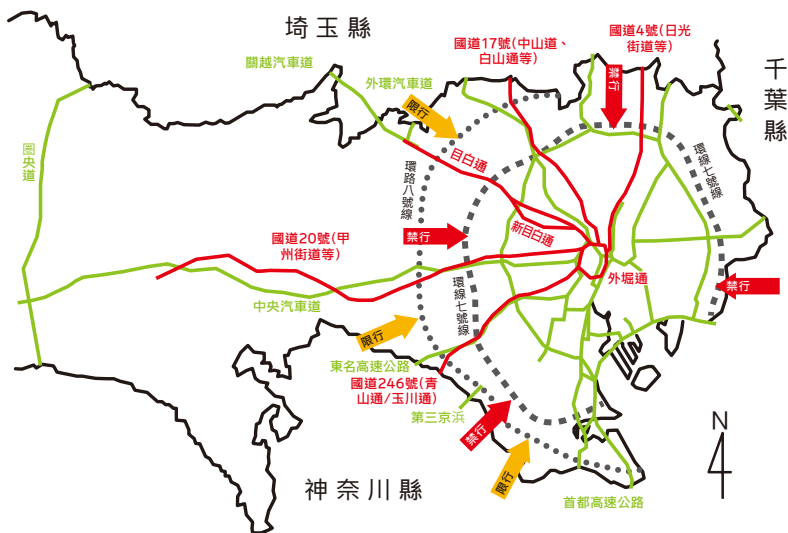 埼玉縣
國道17號(中山道、
白山通等)
國道4號(日光
街道等)
千葉縣
關越汽車道
外環汽車道
禁行
限行
圈央道
目白通
環路八號線
環線七號線
國道20號(甲
州街道等)
禁行
新目白通
外堀通
禁行
環線七號線
中央汽車道
限行
東名高速公路
國道246號(青
山通/玉川通)
第三京浜
禁行
限行
N
神奈川縣
首都高速公路